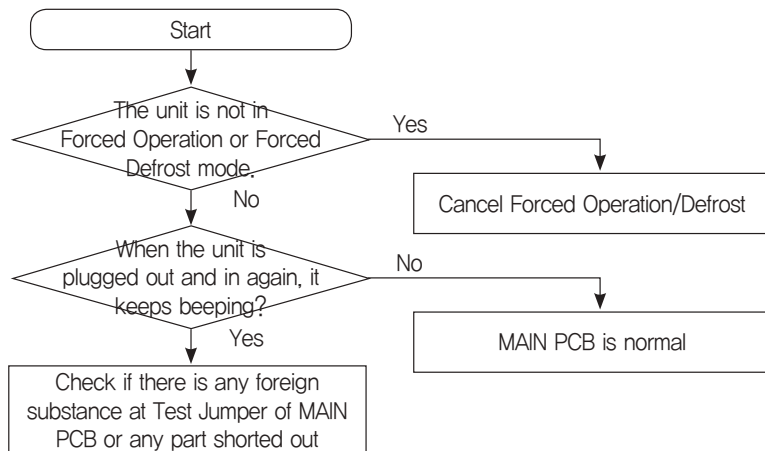 Start
The unit is not in
Forced Operation or Forced
Defrost mode.
Yes
Cancel Forced Operation/Defrost
No
When the unit is
plugged out and in again, it
keeps beeping?
No
MAIN PCB is normal
Yes
Check if there is any foreign
substance at Test Jumper of MAIN
PCB or any part shorted out